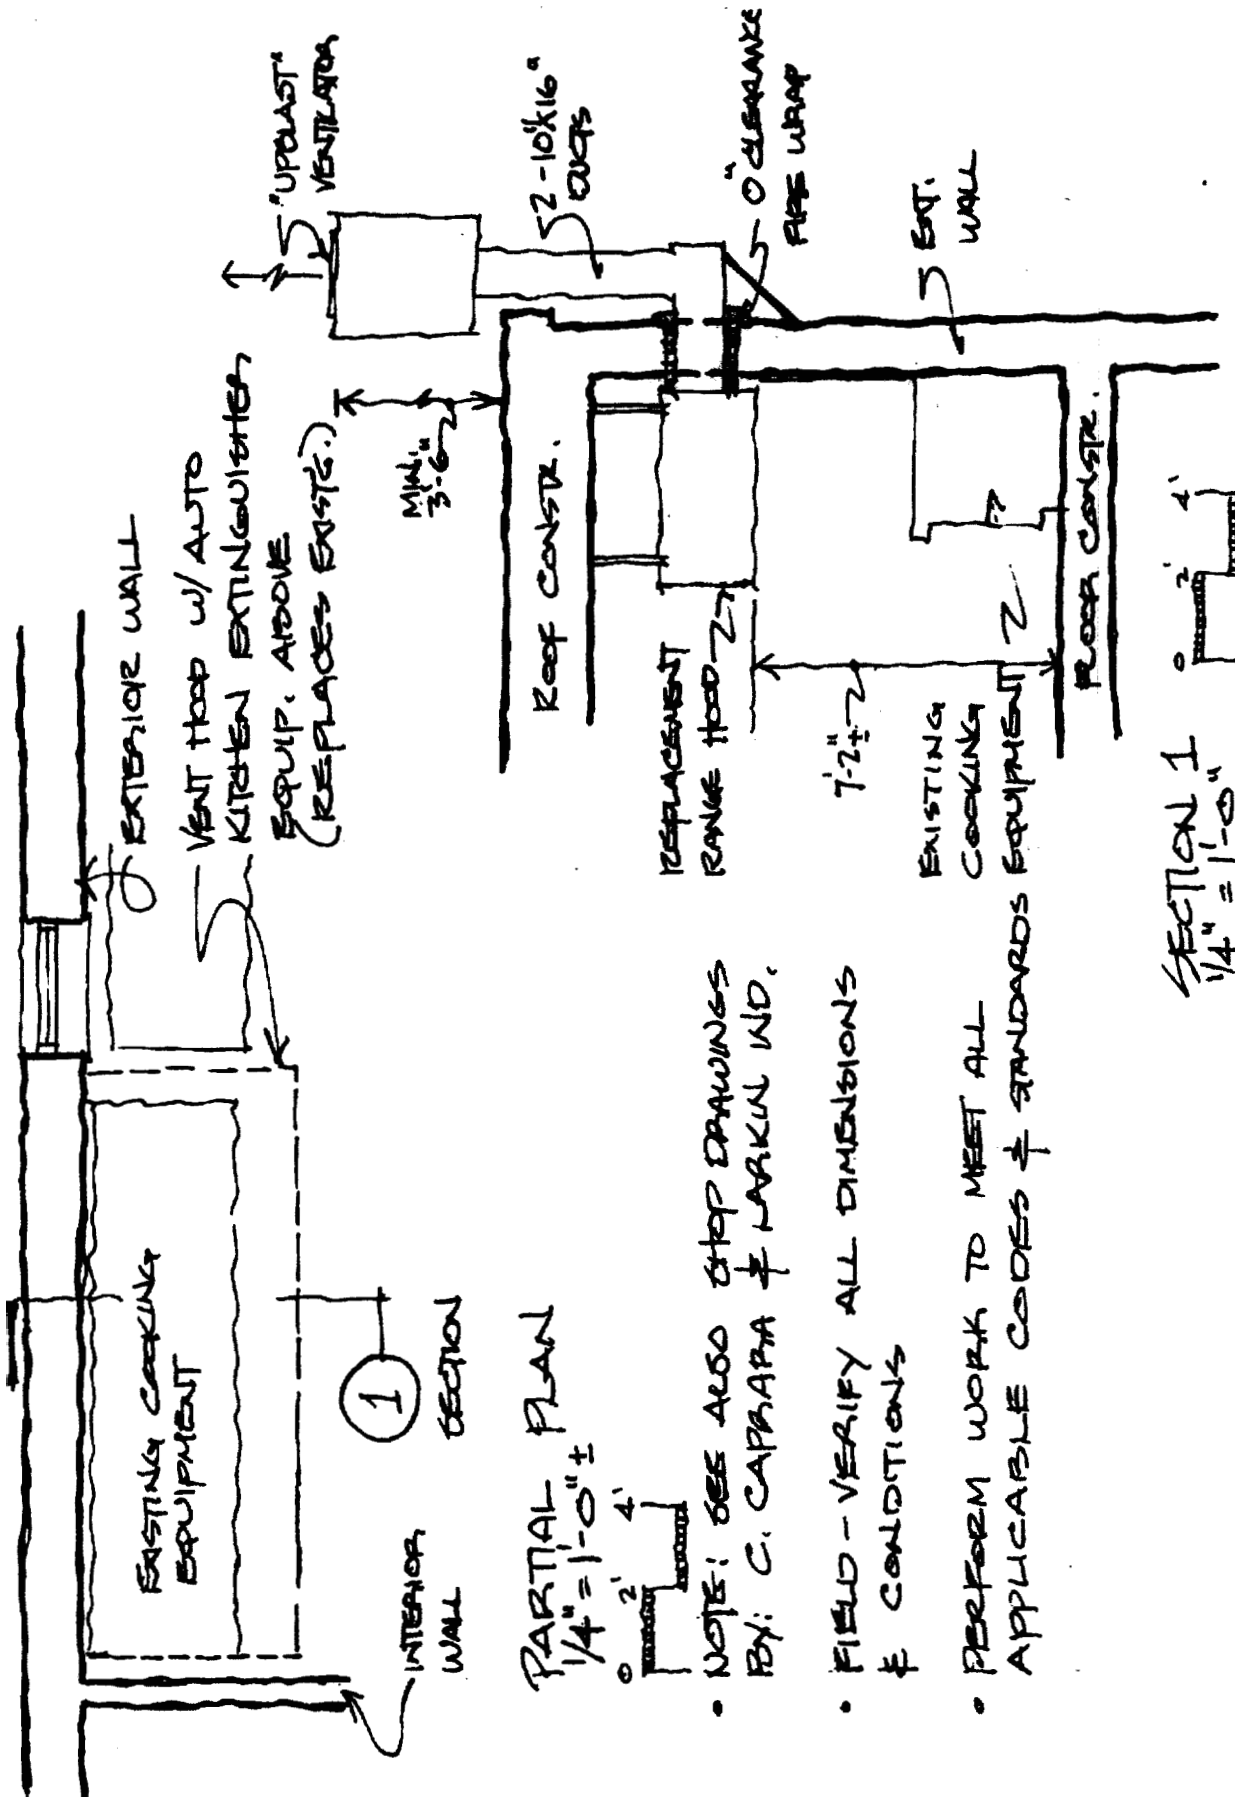 EXTERIOR WALL
VENT HOOD W/ AUTO
KITCHEN EXTINGUISHER
EQUIP. ABOVE
(REPLACES EXIST'G.)
EXISTING COOKING
EQUIPMENT
1
SECTION
INTERIOR
WALL
PARTIAL PLAN
1/4" = 1'-0" ±
0 2' 4'
• NOTE: SEE ALSO SHOP DRAWINGS
BY: C. CAPRARA & LARKIN IND.
• FIELD-VERIFY ALL DIMENSIONS
& CONDITIONS
• PERFORM WORK TO MEET ALL
APPLICABLE CODES & STANDARDS
"UPBLAST"
VENTILATOR
MIN.
3'-6"
2-10"X16"
DUCTS
ROOF CONSTR.
0" CLEARANCE
FIRE WRAP
REPLACEMENT
RANGE HOOD
7'-2"±
EXT.
WALL
EXISTING
COOKING
EQUIPMENT
FLOOR CONSTR.
SECTION 1
1/4" = 1'-0"
0 2' 4'